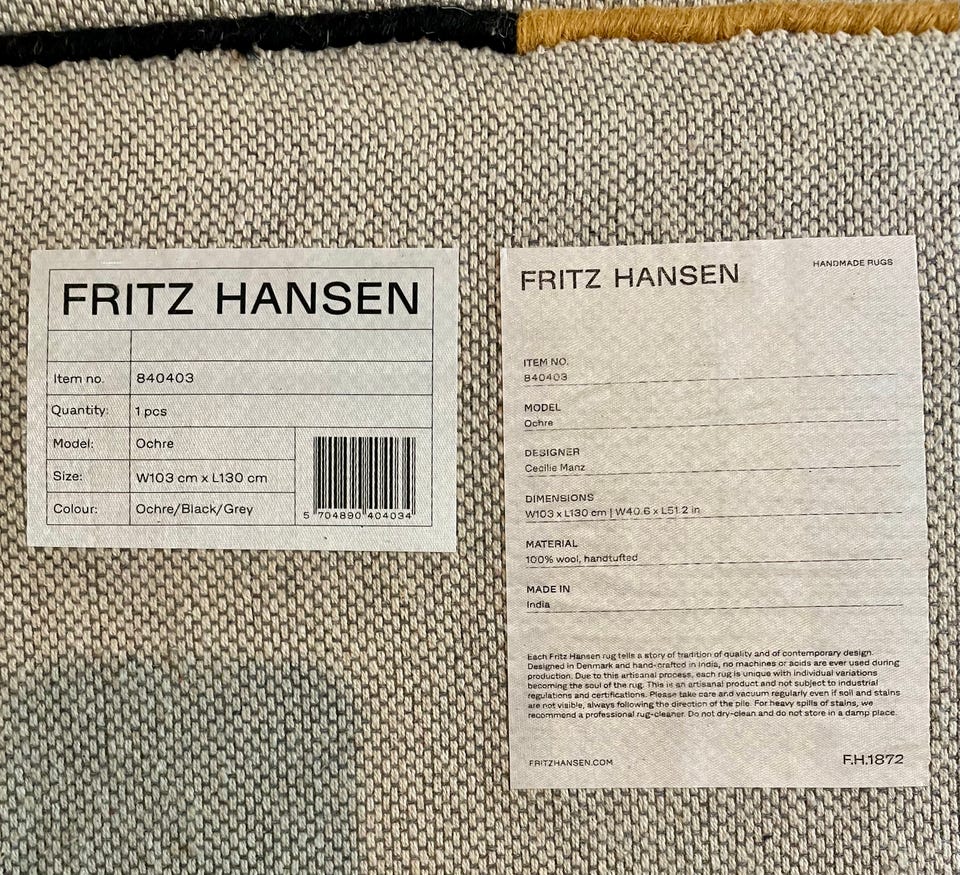 FRITZ HANSEN
Item no. 840403
Quantity: 1 pcs
Model: Ochre
Size: W103 cm x L130 cm
Colour: Ochre/Black/Grey
5 704890 404034
FRITZ HANSEN
HANDMADE RUGS
ITEM NO.
840403
MODEL
Ochre
DESIGNER
Cecilie Manz
DIMENSIONS
W103 x L130 cm | W40.6 x L51.2 in
MATERIAL
100% wool, handtufted
MADE IN
India
Each Fritz Hansen rug tells a story of tradition of quality and of contemporary design.
Designed in Denmark and hand-crafted in India, no machines or acids are ever used during
production. Due to this artisanal process, each rug is unique with individual variations
becoming the soul of the rug. This is an artisanal product and not subject to industrial
regulations and certifications. Please take care and vacuum regularly even if soil and stains
are not visible, always following the direction of the pile. For heavy spills of stains, we
recommend a professional rug-cleaner. Do not dry-clean and do not store in a damp place.
FRITZHANSEN.COM
F.H.1872